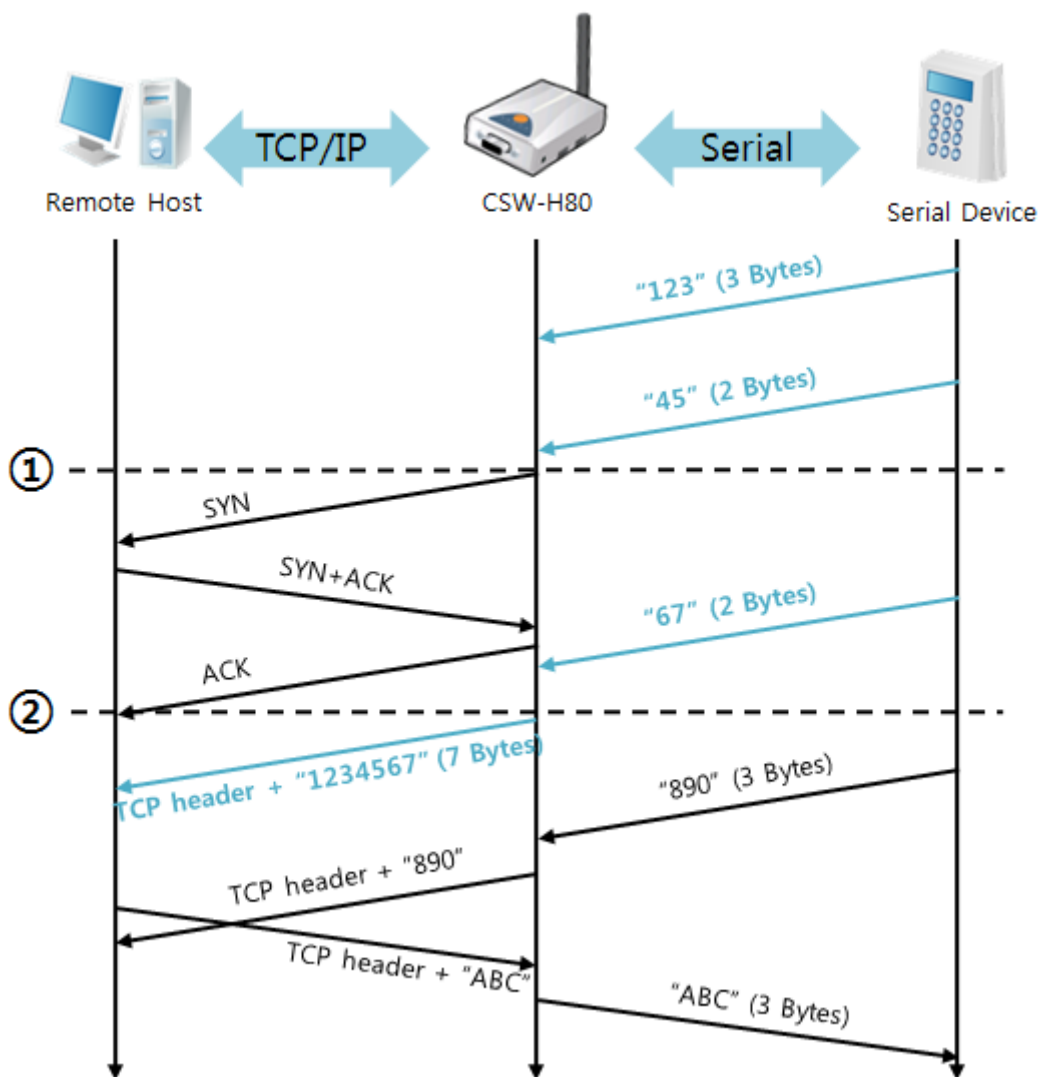 TCP/IP
Serial
Remote Host
CSW-H80
Serial Device
“123” (3 Bytes)
“45” (2 Bytes)
①
SYN
SYN+ACK
“67” (2 Bytes)
ACK
②
TCP header + “1234567” (7 Bytes)
“890” (3 Bytes)
TCP header + “890”
TCP header + “ABC”
“ABC” (3 Bytes)